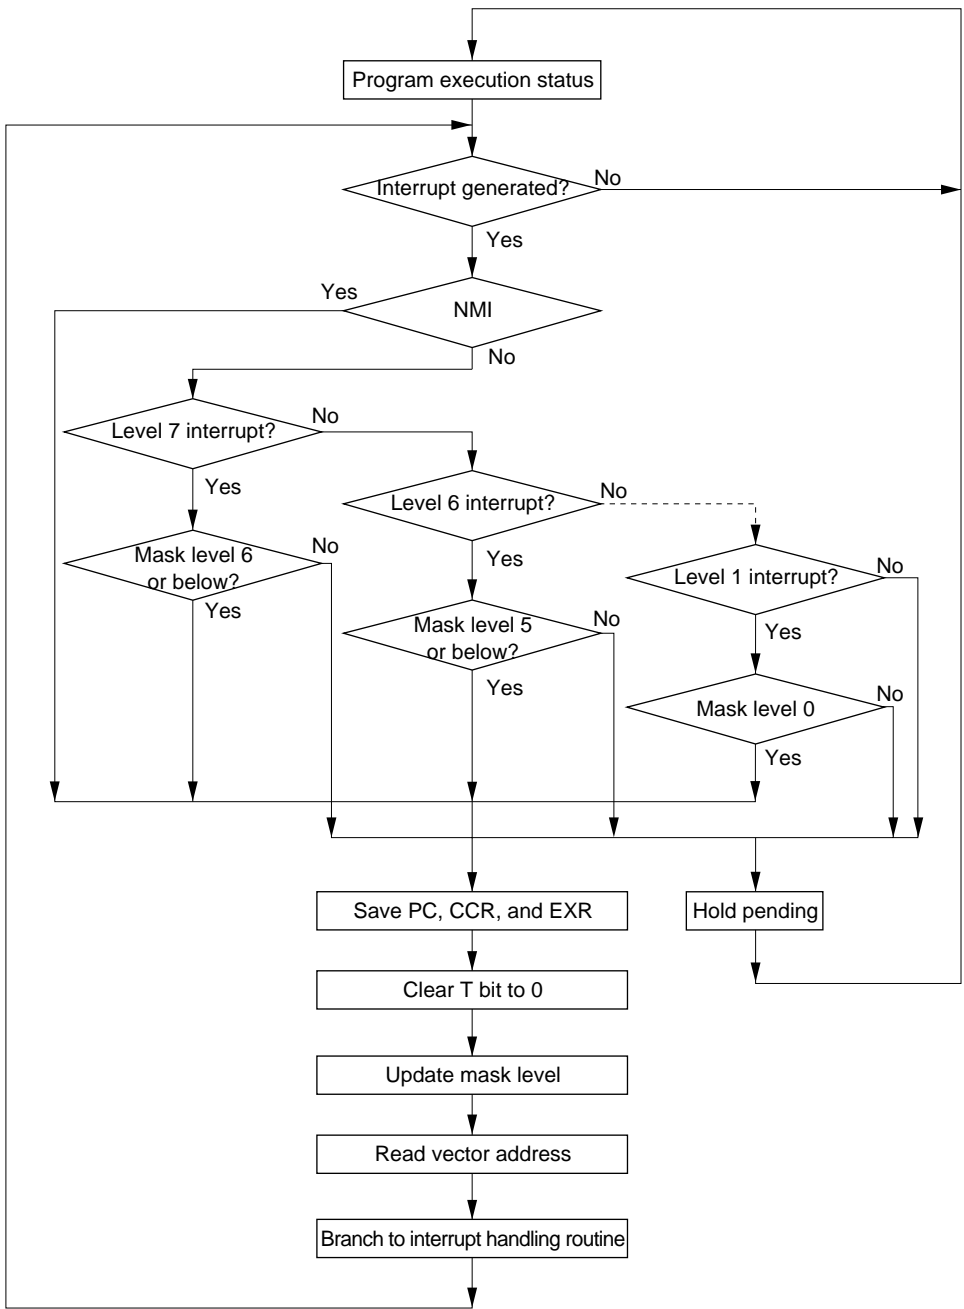 Program execution status
Interrupt generated?
No
Yes
Yes
NMI
No
Level 7 interrupt?
No
Yes
Level 6 interrupt?
No
Yes
Mask level 6
or below?
No
Yes
Level 1 interrupt?
No
Yes
Mask level 5
or below?
No
Yes
Mask level 0
No
Yes
Save PC, CCR, and EXR
Hold pending
Clear T bit to 0
Update mask level
Read vector address
Branch to interrupt handling routine